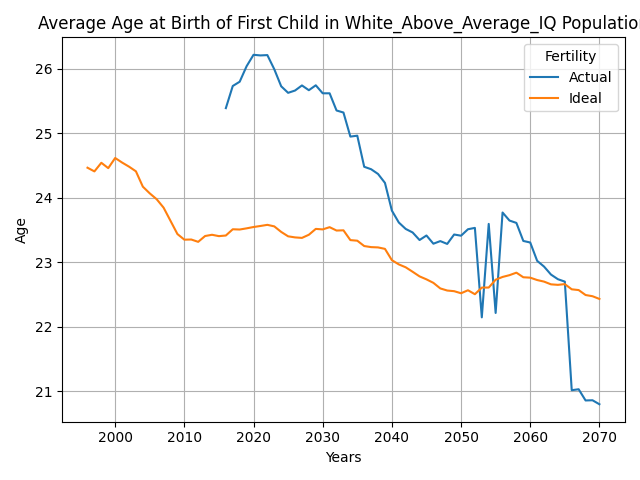 Average Age at Birth of First Child in White_Above_Average_IQ Population
Fertility
Actual
Ideal
26
25
24
23
22
21
Age
2000
2010
2020
2030
2040
2050
2060
2070
Years